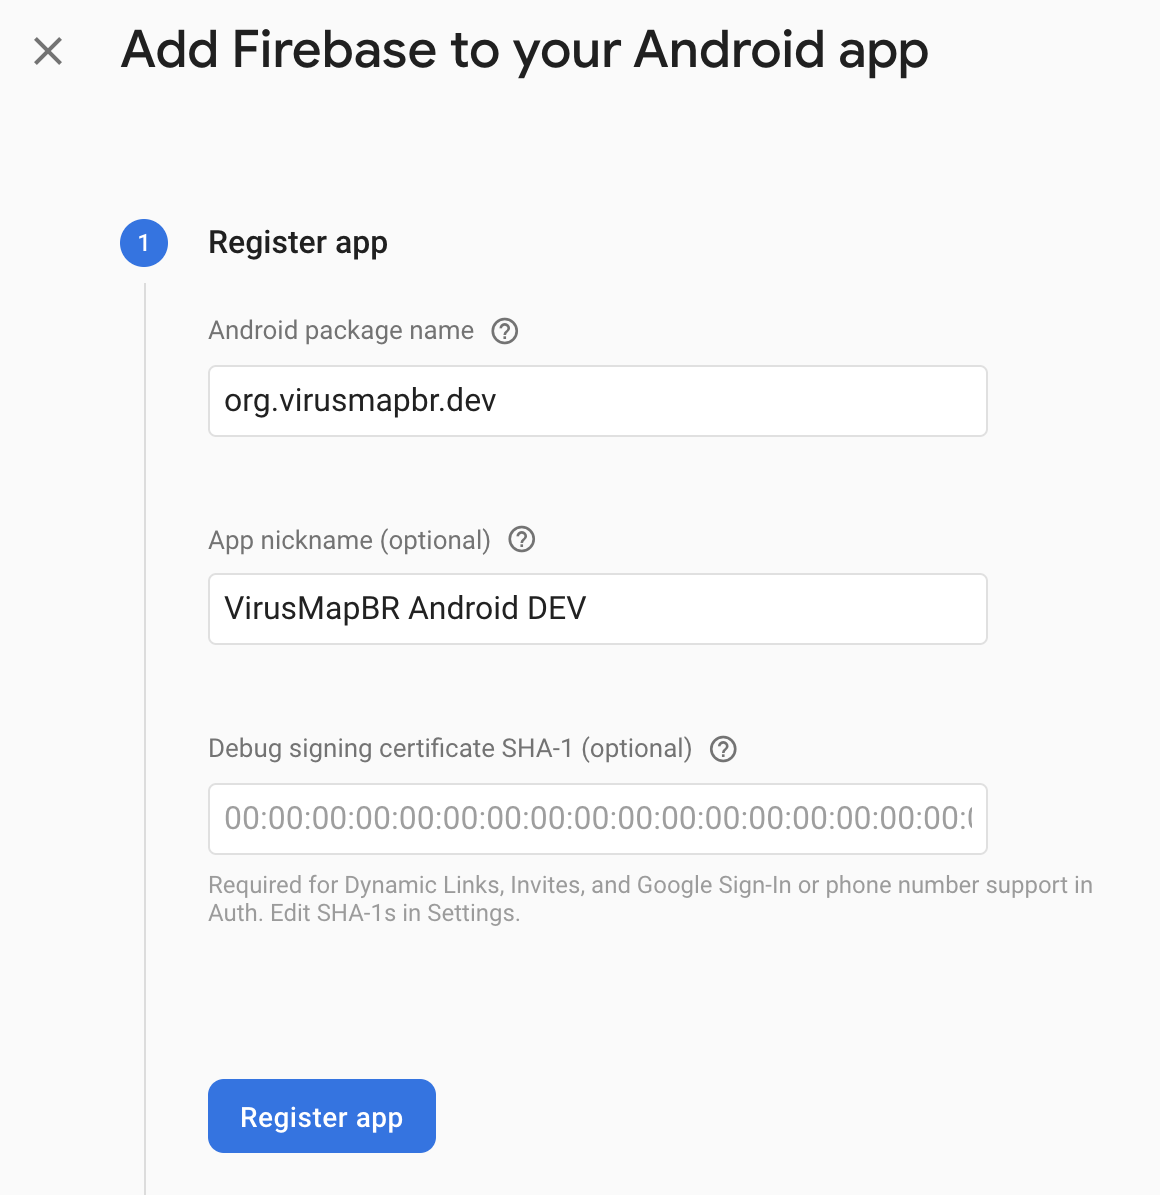 Add Firebase to your Android app
1
Register app
Android package name
org.virusmapbr.dev
App nickname (optional)
VirusMapBR Android DEV
Debug signing certificate SHA-1 (optional)
00:00:00:00:00:00:00:00:00:00:00:00:00:00:00:00:00:
Required for Dynamic Links, Invites, and Google Sign-In or phone number support in
Auth. Edit SHA-1s in Settings.
Register app